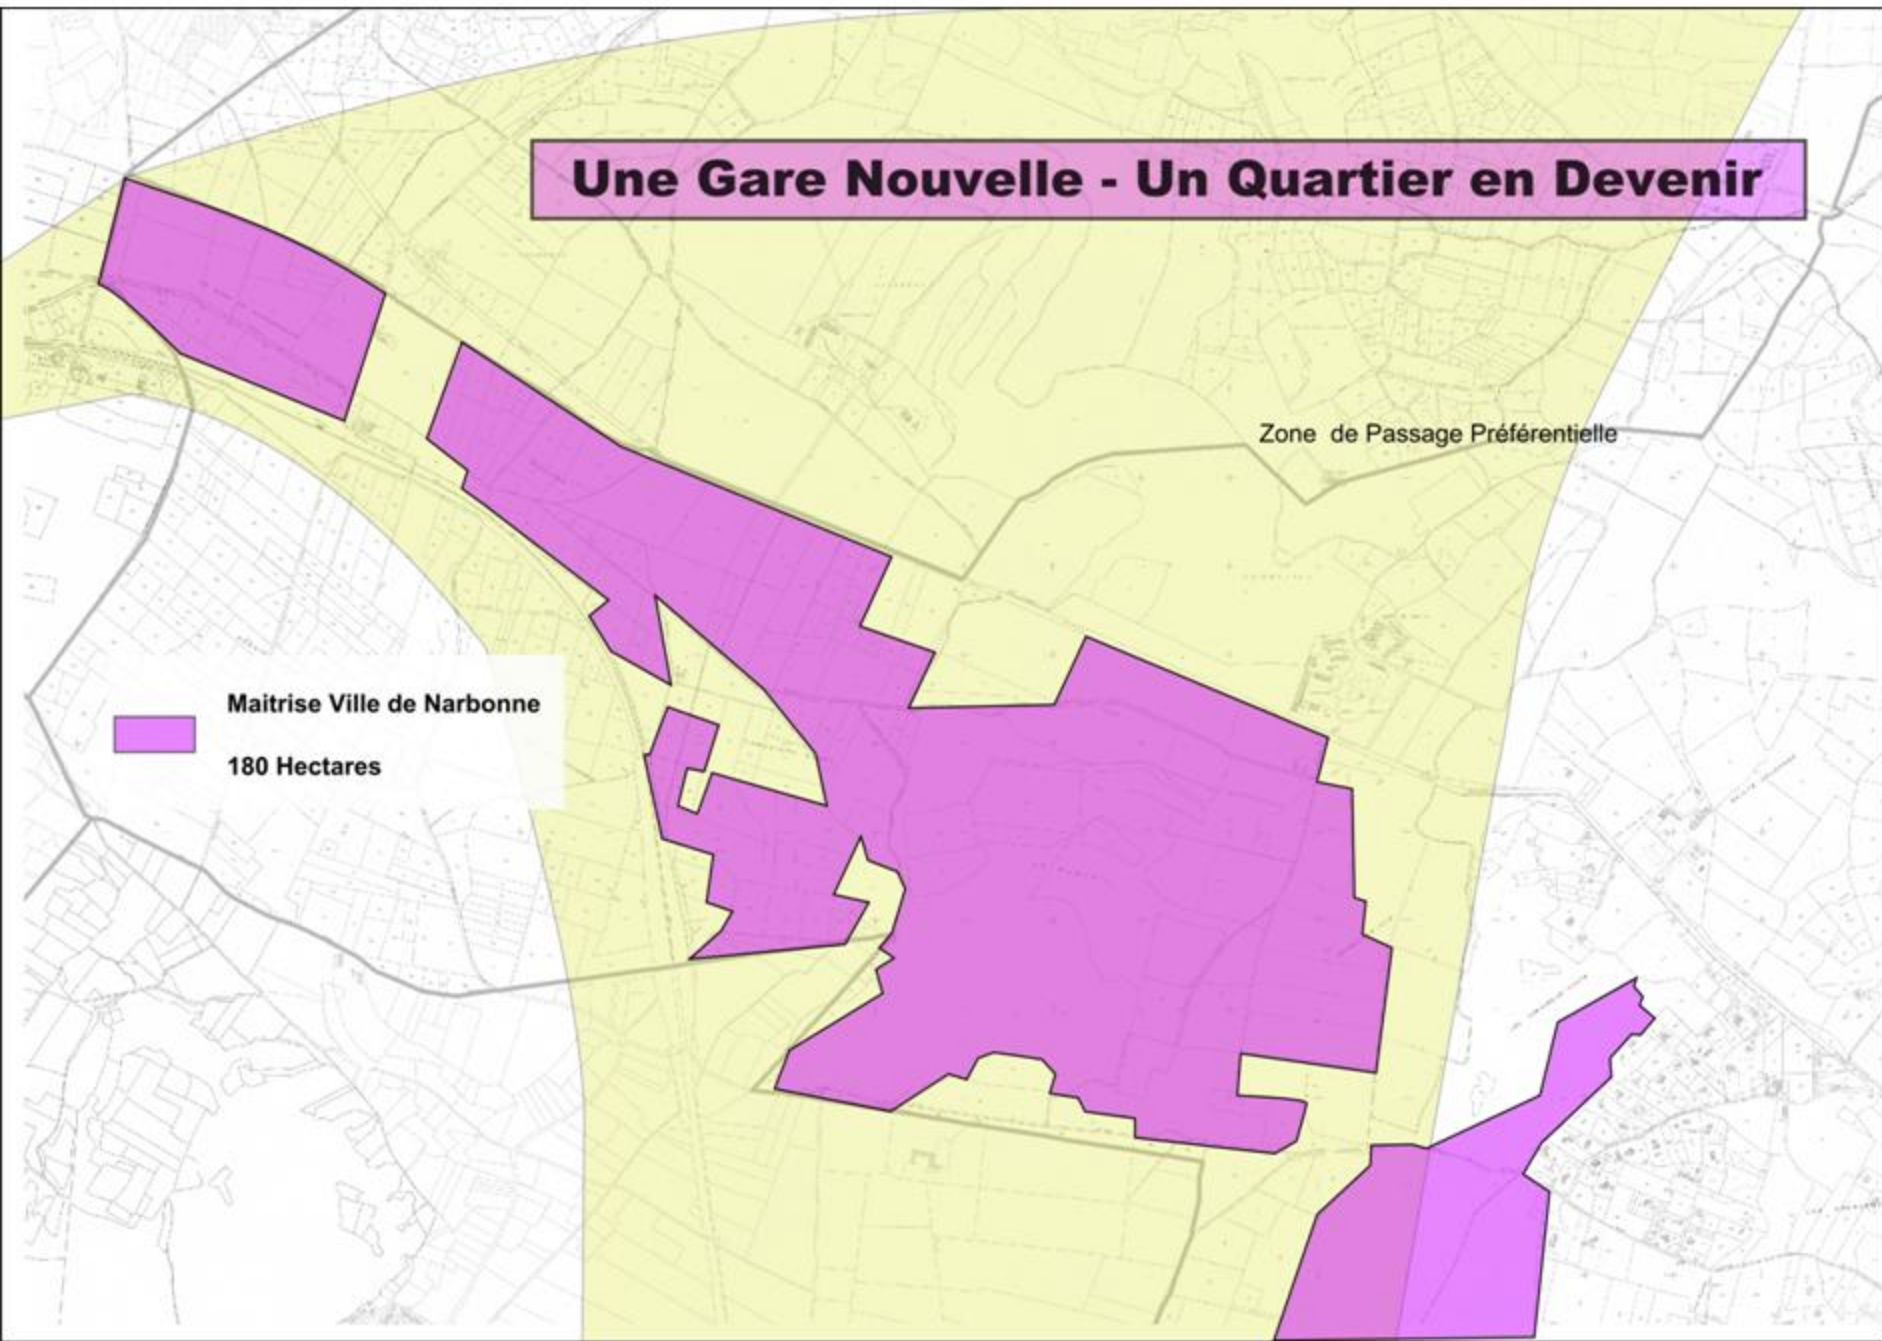 Une Gare Nouvelle - Un Quartier en Devenir
Zone de Passage Préférentielle
Maitrise Ville de Narbonne
180 Hectares